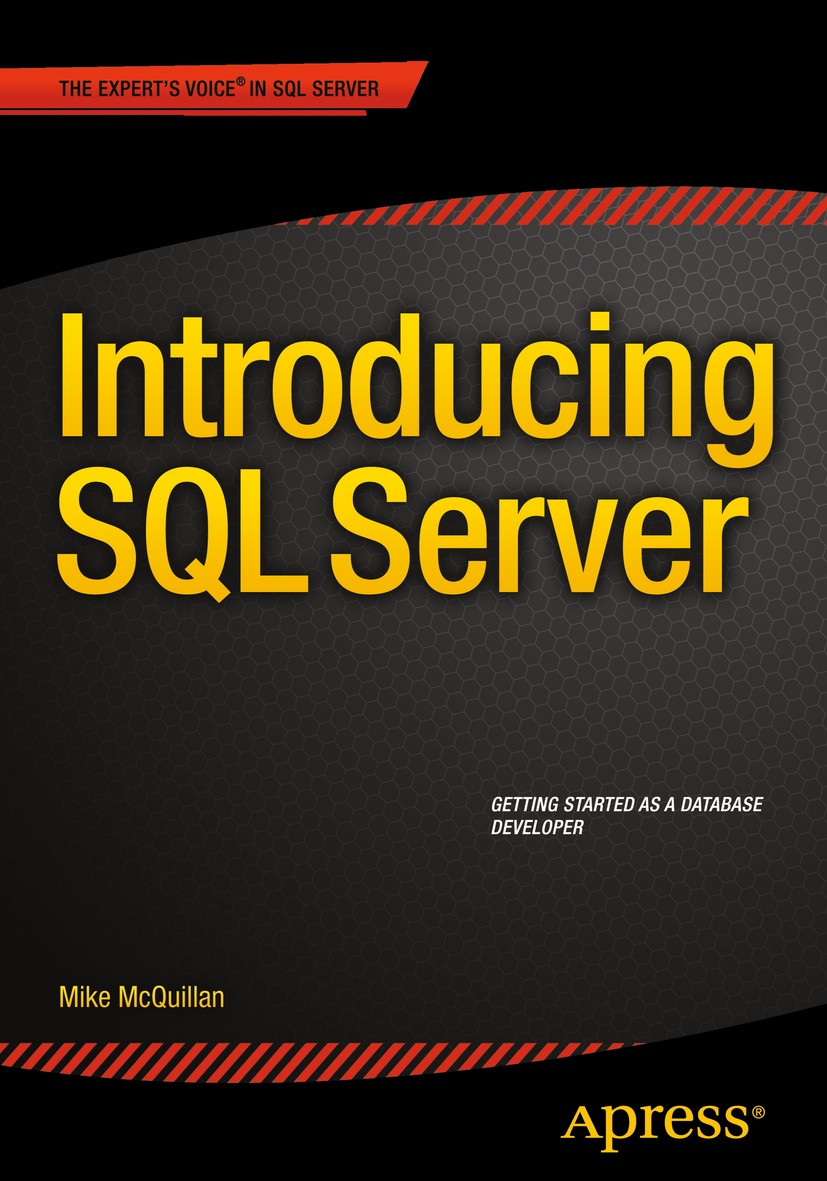 THE EXPERT'S VOICE® IN SQL SERVER
Introducing
SQL Server
GETTING STARTED AS A DATABASE
DEVELOPER
Mike McQuillan
Apress®